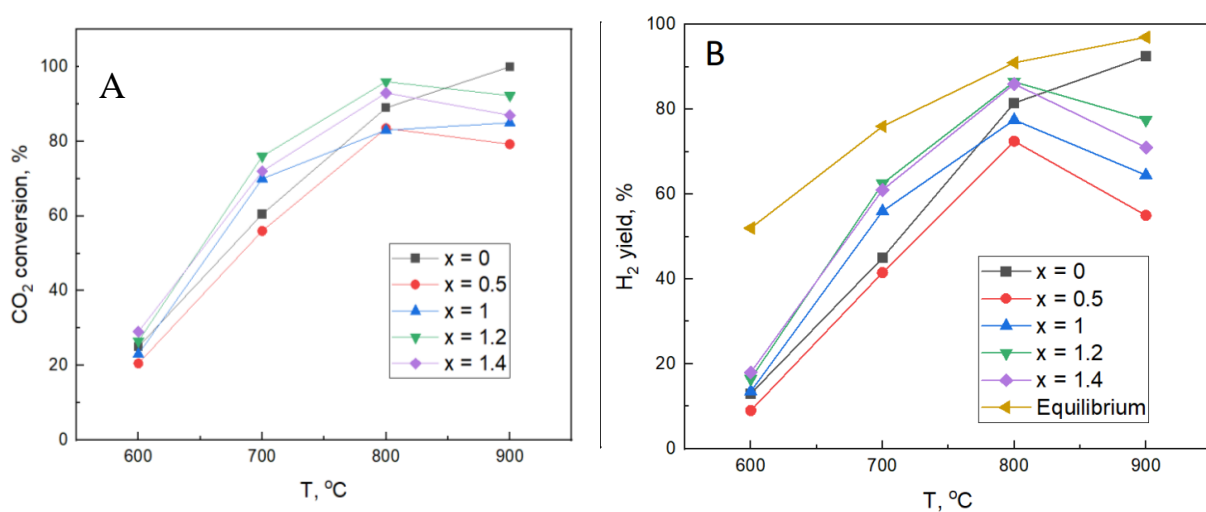 A
CO₂ conversion, %
100
80
60
40
20
0
600
700
800
900
T, °C
x = 0
x = 0.5
x = 1
x = 1.2
x = 1.4
B
H₂ yield, %
100
80
60
40
20
0
600
700
800
900
T, °C
x = 0
x = 0.5
x = 1
x = 1.2
x = 1.4
Equilibrium